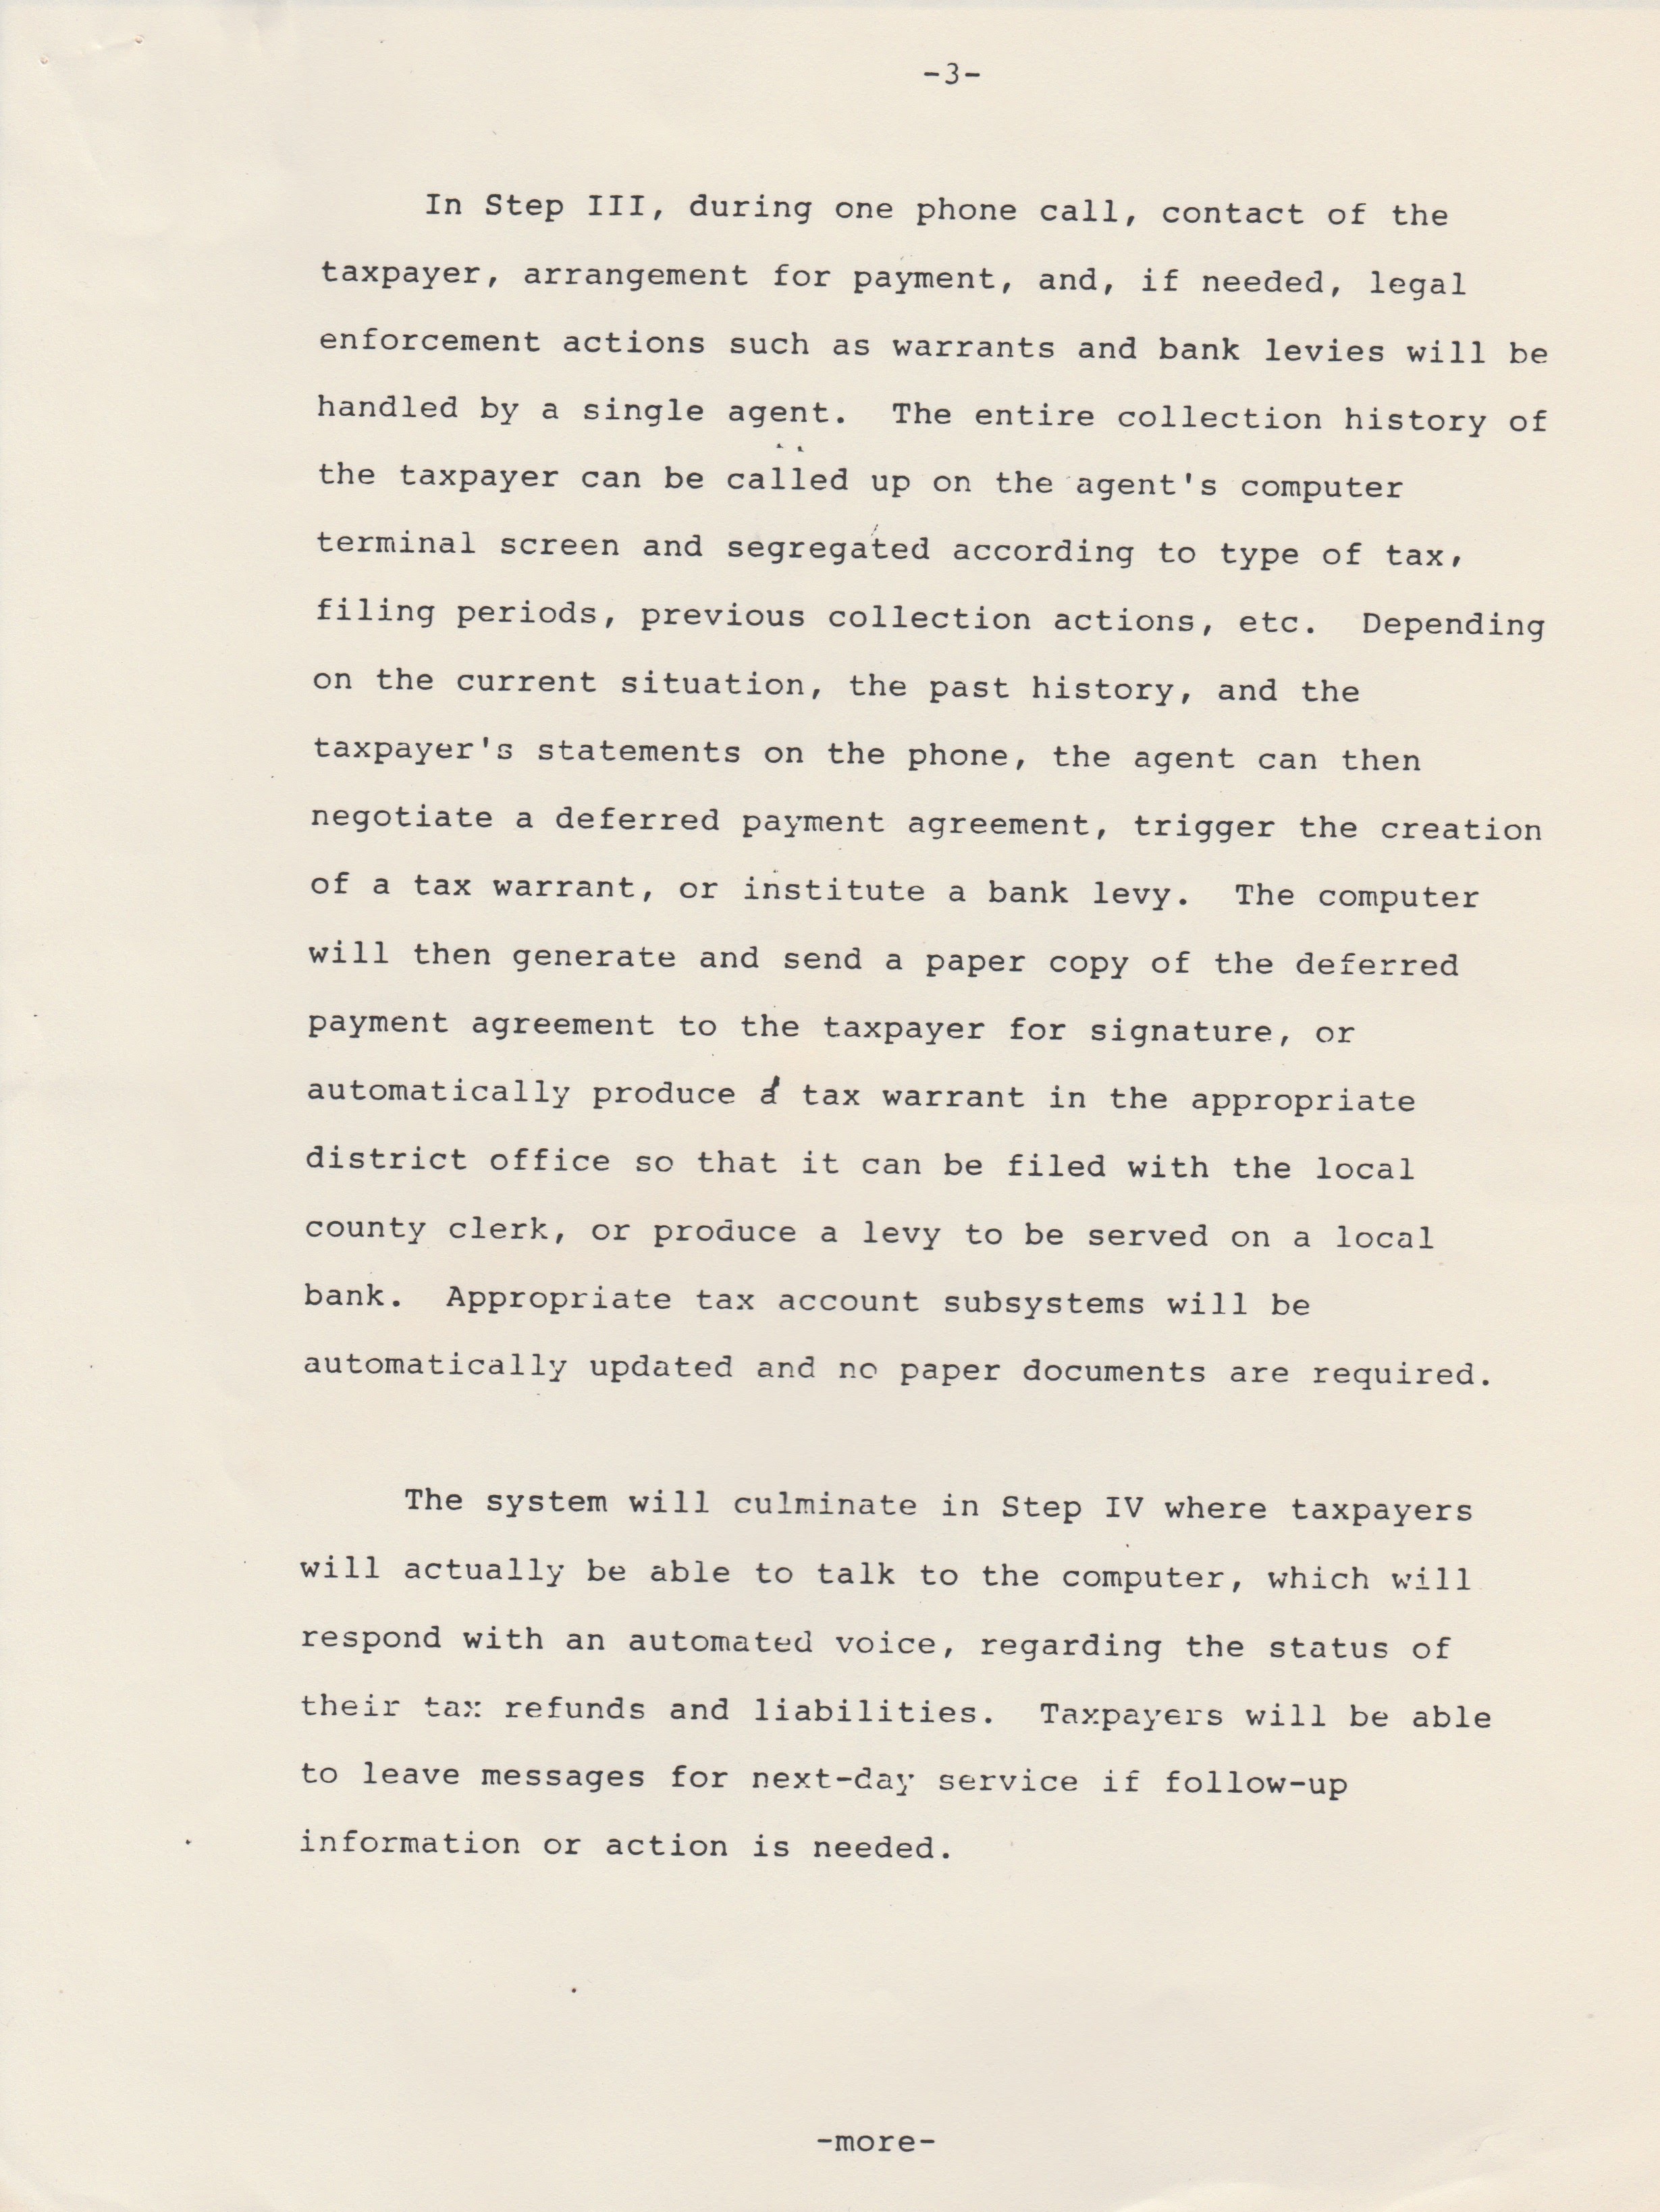 -3-
In Step III, during one phone call, contact of the
taxpayer, arrangement for payment, and, if needed, legal
enforcement actions such as warrants and bank levies will be
handled by a single agent.  The entire collection history of
the taxpayer can be called up on the agent's computer
terminal screen and segregated according to type of tax,
filing periods, previous collection actions, etc.  Depending
on the current situation, the past history, and the
taxpayer's statements on the phone, the agent can then
negotiate a deferred payment agreement, trigger the creation
of a tax warrant, or institute a bank levy.  The computer
will then generate and send a paper copy of the deferred
payment agreement to the taxpayer for signature, or
automatically produce a tax warrant in the appropriate
district office so that it can be filed with the local
county clerk, or produce a levy to be served on a local
bank.  Appropriate tax account subsystems will be
automatically updated and no paper documents are required.
The system will culminate in Step IV where taxpayers
will actually be able to talk to the computer, which will
respond with an automated voice, regarding the status of
their tax refunds and liabilities.  Taxpayers will be able
to leave messages for next-day service if follow-up
information or action is needed.
-more-